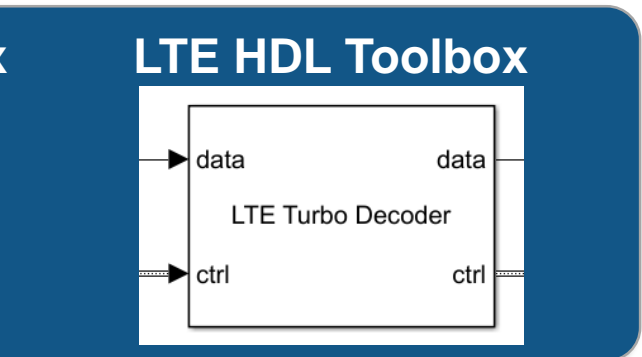 x LTE HDL Toolbox
data data
LTE Turbo Decoder
ctrl ctrl